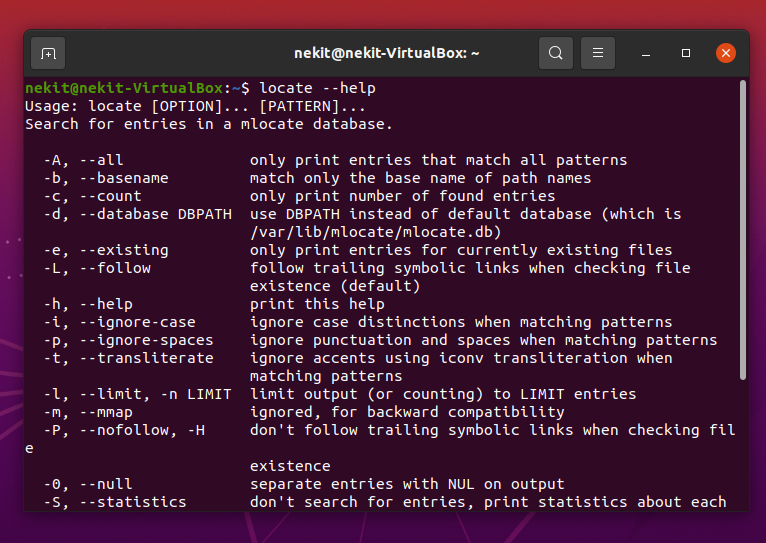 nekit@nekit-VirtualBox: ~
nekit@nekit-VirtualBox:~$ locate --help
Usage: locate [OPTION]... [PATTERN]...
Search for entries in a mlocate database.

  -A, --all              only print entries that match all patterns
  -b, --basename         match only the base name of path names
  -c, --count            only print number of found entries
  -d, --database DBPATH  use DBPATH instead of default database (which is
                         /var/lib/mlocate/mlocate.db)
  -e, --existing         only print entries for currently existing files
  -L, --follow           follow trailing symbolic links when checking file
                         existence (default)
  -h, --help             print this help
  -i, --ignore-case      ignore case distinctions when matching patterns
  -p, --ignore-spaces    ignore punctuation and spaces when matching patterns
  -t, --transliterate    ignore accents using iconv transliteration when
                         matching patterns
  -l, --limit, -n LIMIT  limit output (or counting) to LIMIT entries
  -m, --mmap             ignored, for backward compatibility
  -P, --nofollow, -H     don't follow trailing symbolic links when checking fil
e
                         existence
  -0, --null             separate entries with NUL on output
  -S, --statistics       don't search for entries, print statistics about each